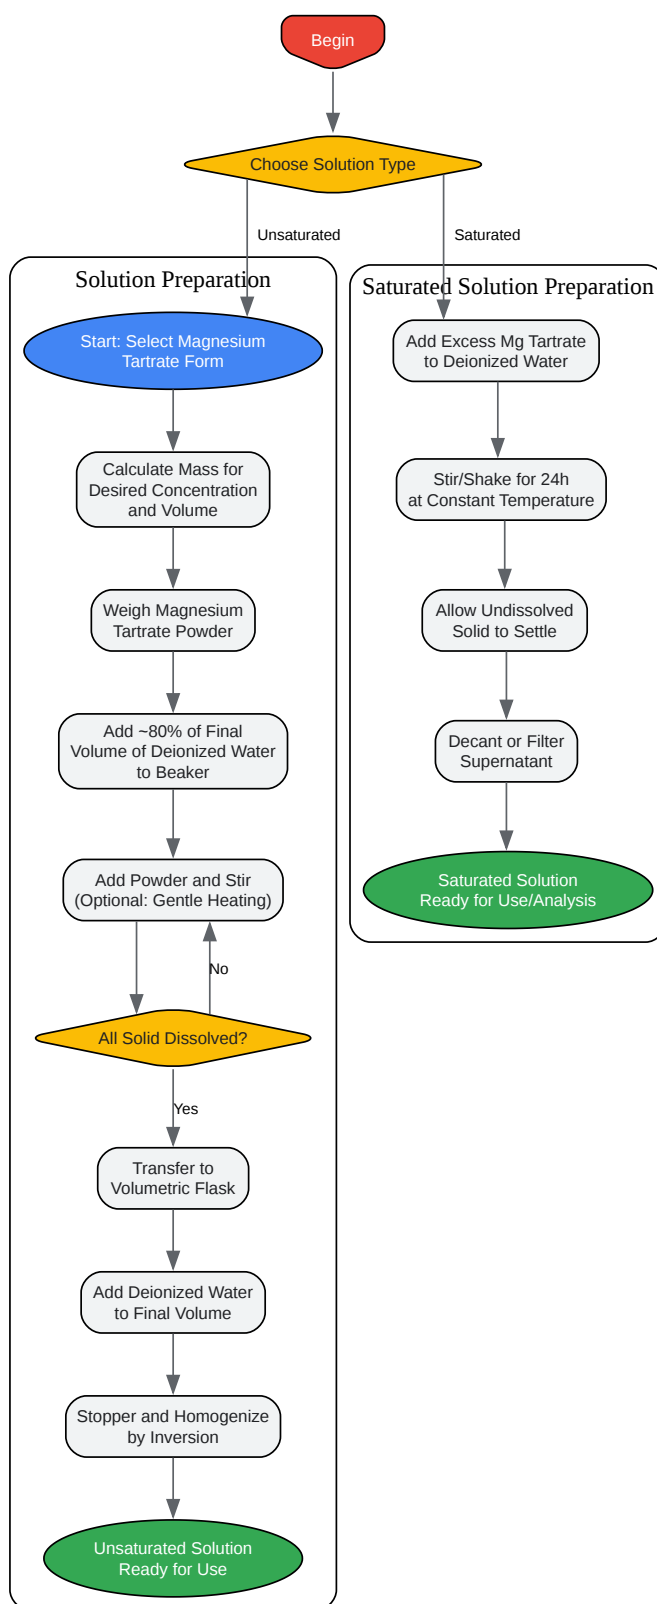 Begin
Choose Solution Type
Unsaturated
Saturated
Solution Preparation
Start: Select Magnesium
Tartrate Form
Calculate Mass for
Desired Concentration
and Volume
Weigh Magnesium
Tartrate Powder
Add ~80% of Final
Volume of Deionized Water
to Beaker
Add Powder and Stir
(Optional: Gentle Heating)
No
All Solid Dissolved?
Yes
Transfer to
Volumetric Flask
Add Deionized Water
to Final Volume
Stopper and Homogenize
by Inversion
Unsaturated Solution
Ready for Use
Saturated Solution Preparation
Add Excess Mg Tartrate
to Deionized Water
Stir/Shake for 24h
at Constant Temperature
Allow Undissolved
Solid to Settle
Decant or Filter
Supernatant
Saturated Solution
Ready for Use/Analysis